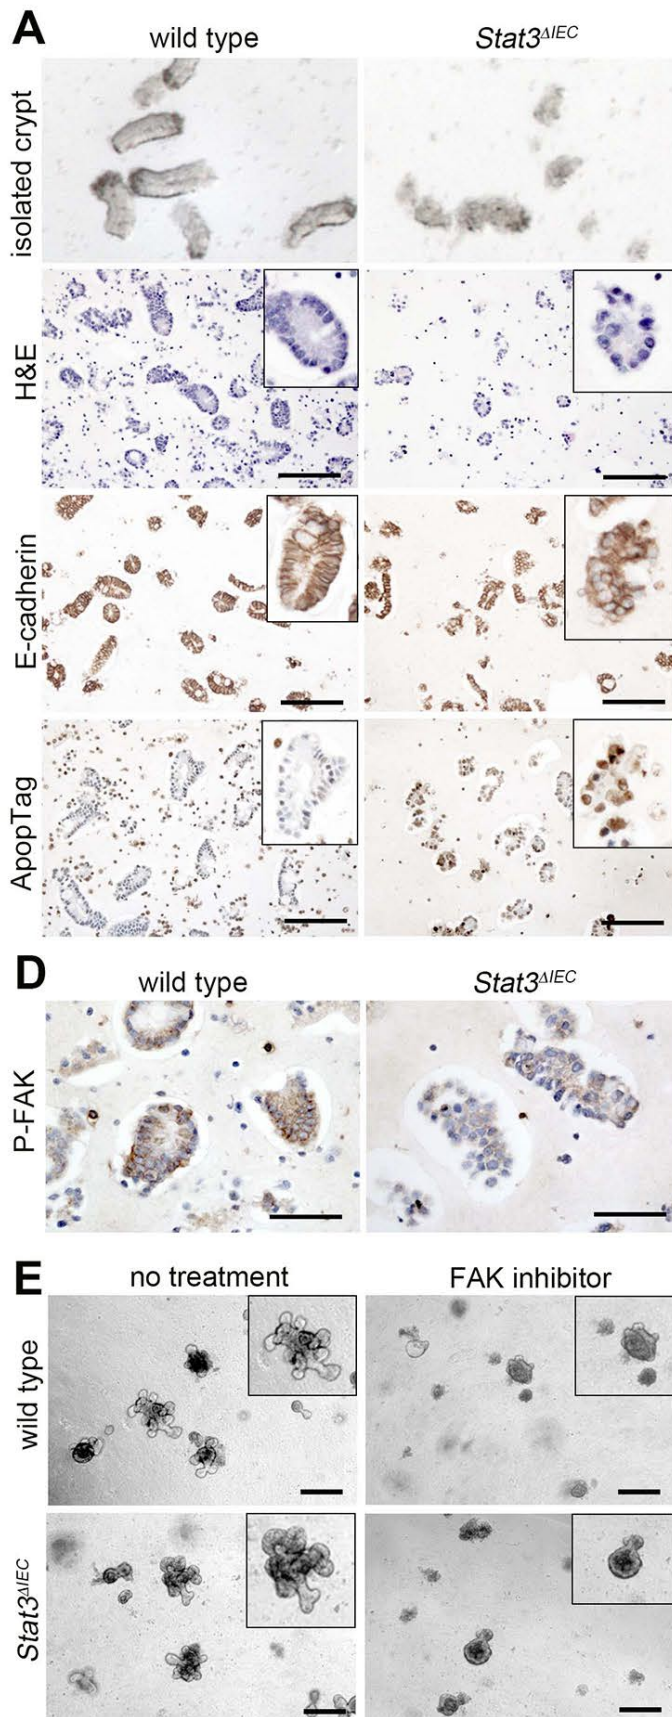 A
wild type Stat3ΔIEC
isolated crypt
H&E
E-cadherin
ApopTag
D
wild type Stat3ΔIEC
P-FAK
E
no treatment FAK inhibitor
wild type
Stat3ΔIEC